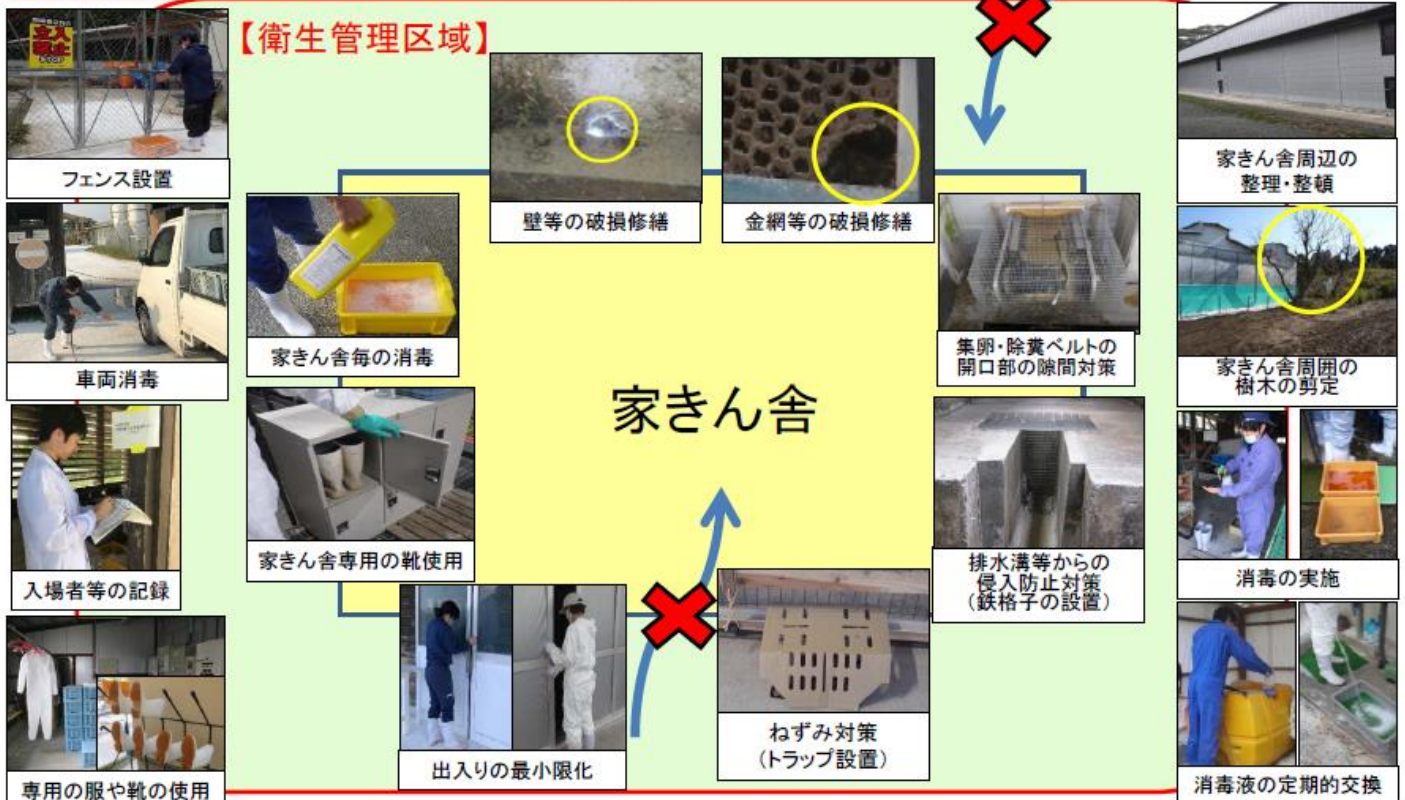 【衛生管理区域】
立入
禁止
フェンス設置
車両消毒
入場者等の記録
専用の服や靴の使用
壁等の破損修繕
金網等の破損修繕
家きん舎毎の消毒
家きん舎専用の靴使用
家きん舎
集卵・除糞ベルトの
開口部の隙間対策
排水溝等からの
侵入防止対策
（鉄格子の設置）
出入りの最小限化
ねずみ対策
（トラップ設置）
家きん舎周辺の
整理・整頓
家きん舎周囲の
樹木の剪定
消毒の実施
消毒液の定期的交換